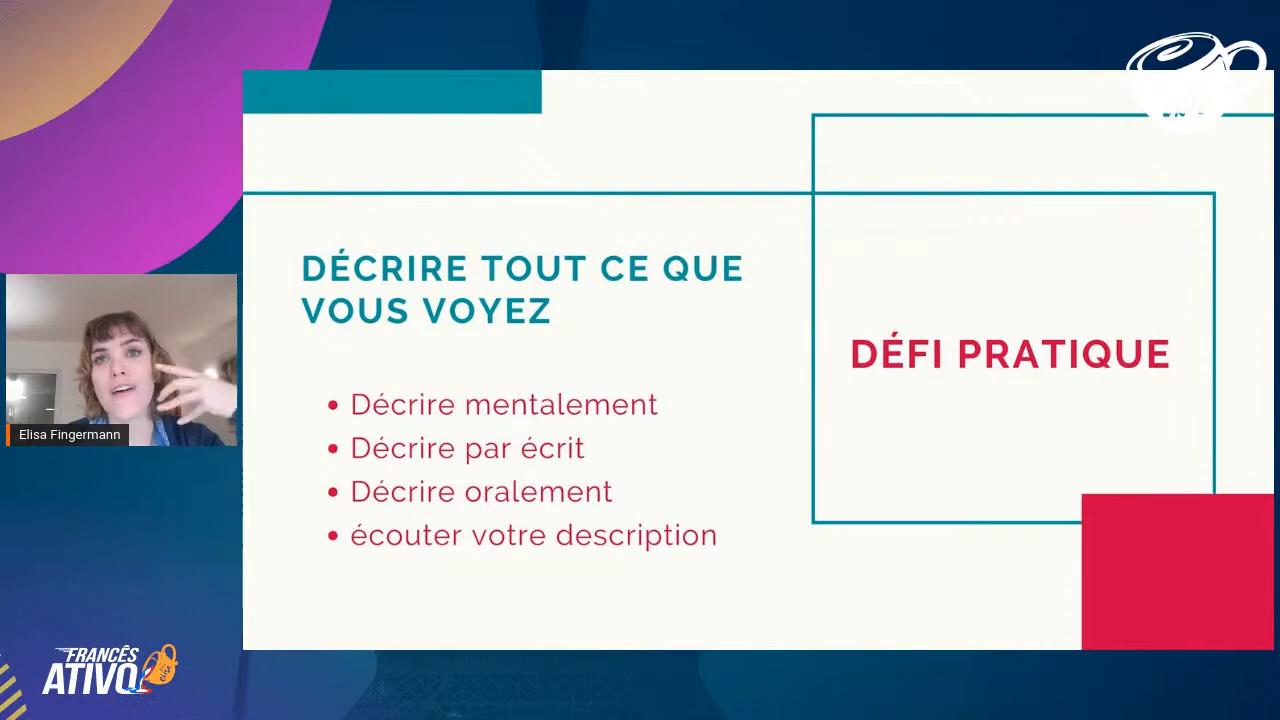 DÉCRIRE TOUT CE QUE
VOUS VOYEZ
Décrire mentalement
Décrire par écrit
Décrire oralement
écouter votre description
DÉFI PRATIQUE
Elisa Fingermann
FRANCÊS
ATIVO
elisa